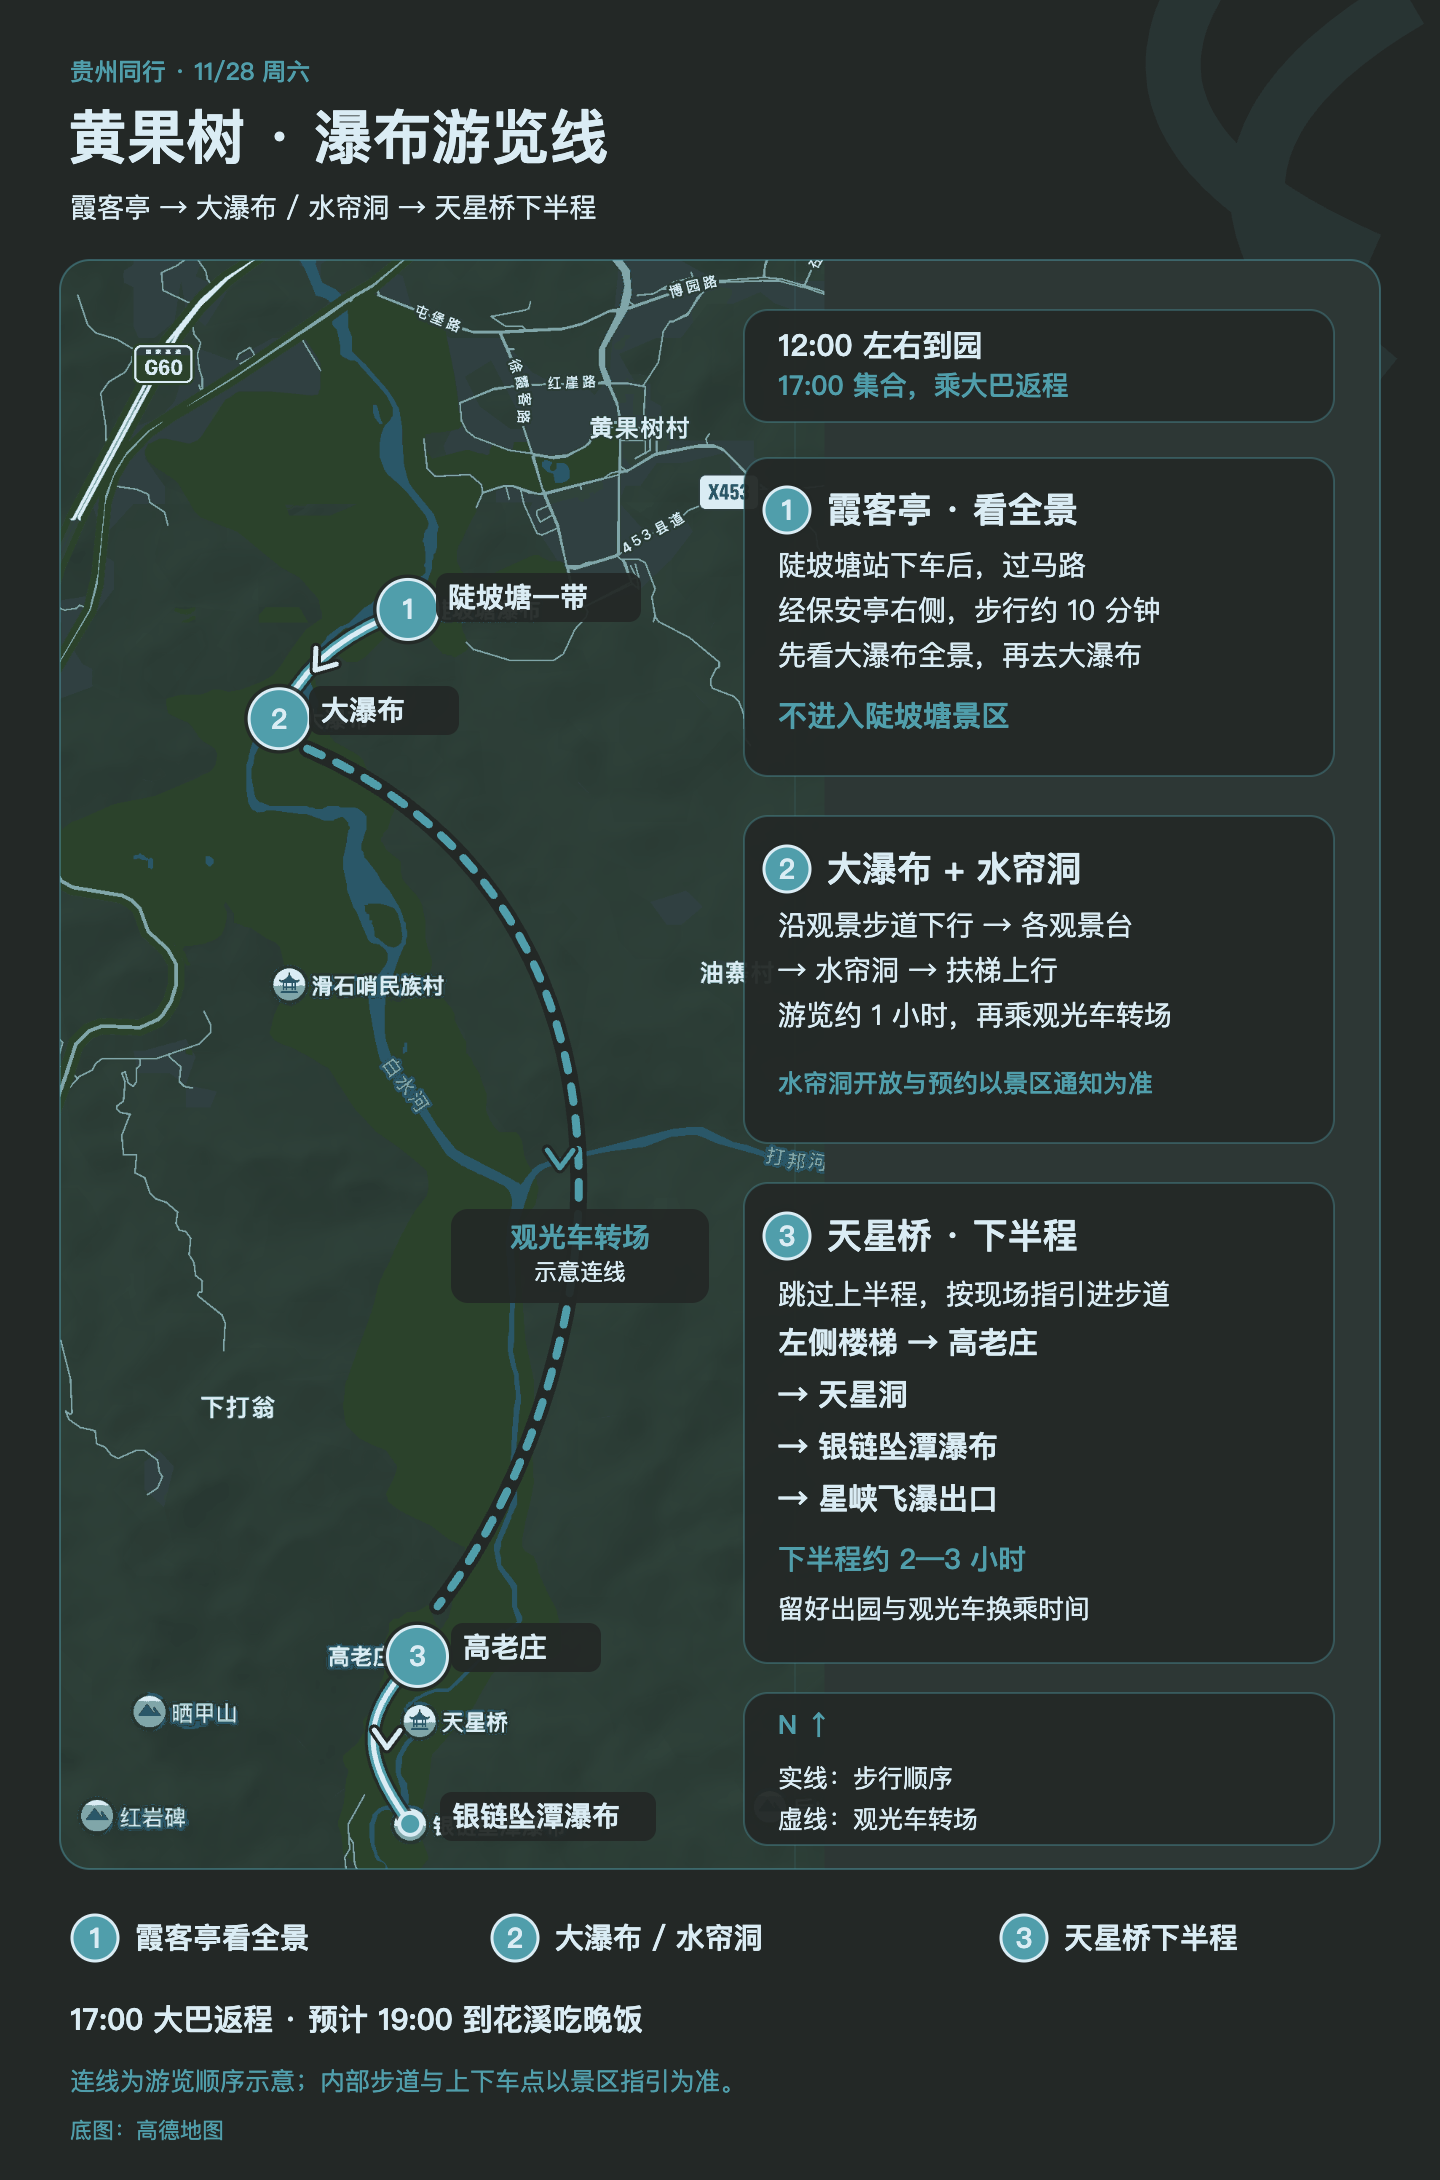 贵州同行 · 11/28 周六
黄果树 · 瀑布游览线
霞客亭 → 大瀑布 / 水帘洞 → 天星桥下半程
G60
屯堡路
博园路
徐霞客路
红崖路
黄果树村
X453
453县道
1
陡坡塘一带
2
大瀑布
滑石哨民族村
油寨村
白水河
打邦河
观光车转场
示意连线
下打翁
高老庄
3
高老庄
晒甲山
天星桥
红岩碑
银链坠潭瀑布
12:00 左右到园
17:00 集合，乘大巴返程
1 霞客亭 · 看全景
陡坡塘站下车后，过马路
经保安亭右侧，步行约 10 分钟
先看大瀑布全景，再去大瀑布
不进入陡坡塘景区
2 大瀑布 + 水帘洞
沿观景步道下行 → 各观景台
→ 水帘洞 → 扶梯上行
游览约 1 小时，再乘观光车转场
水帘洞开放与预约以景区通知为准
3 天星桥 · 下半程
跳过上半程，按现场指引进步道
左侧楼梯 → 高老庄
→ 天星洞
→ 银链坠潭瀑布
→ 星峡飞瀑出口
下半程约 2—3 小时
留好出园与观光车换乘时间
N ↑
实线：步行顺序
虚线：观光车转场
1 霞客亭看全景
2 大瀑布 / 水帘洞
3 天星桥下半程
17:00 大巴返程 · 预计 19:00 到花溪吃晚饭
连线为游览顺序示意；内部步道与上下车点以景区指引为准。
底图：高德地图